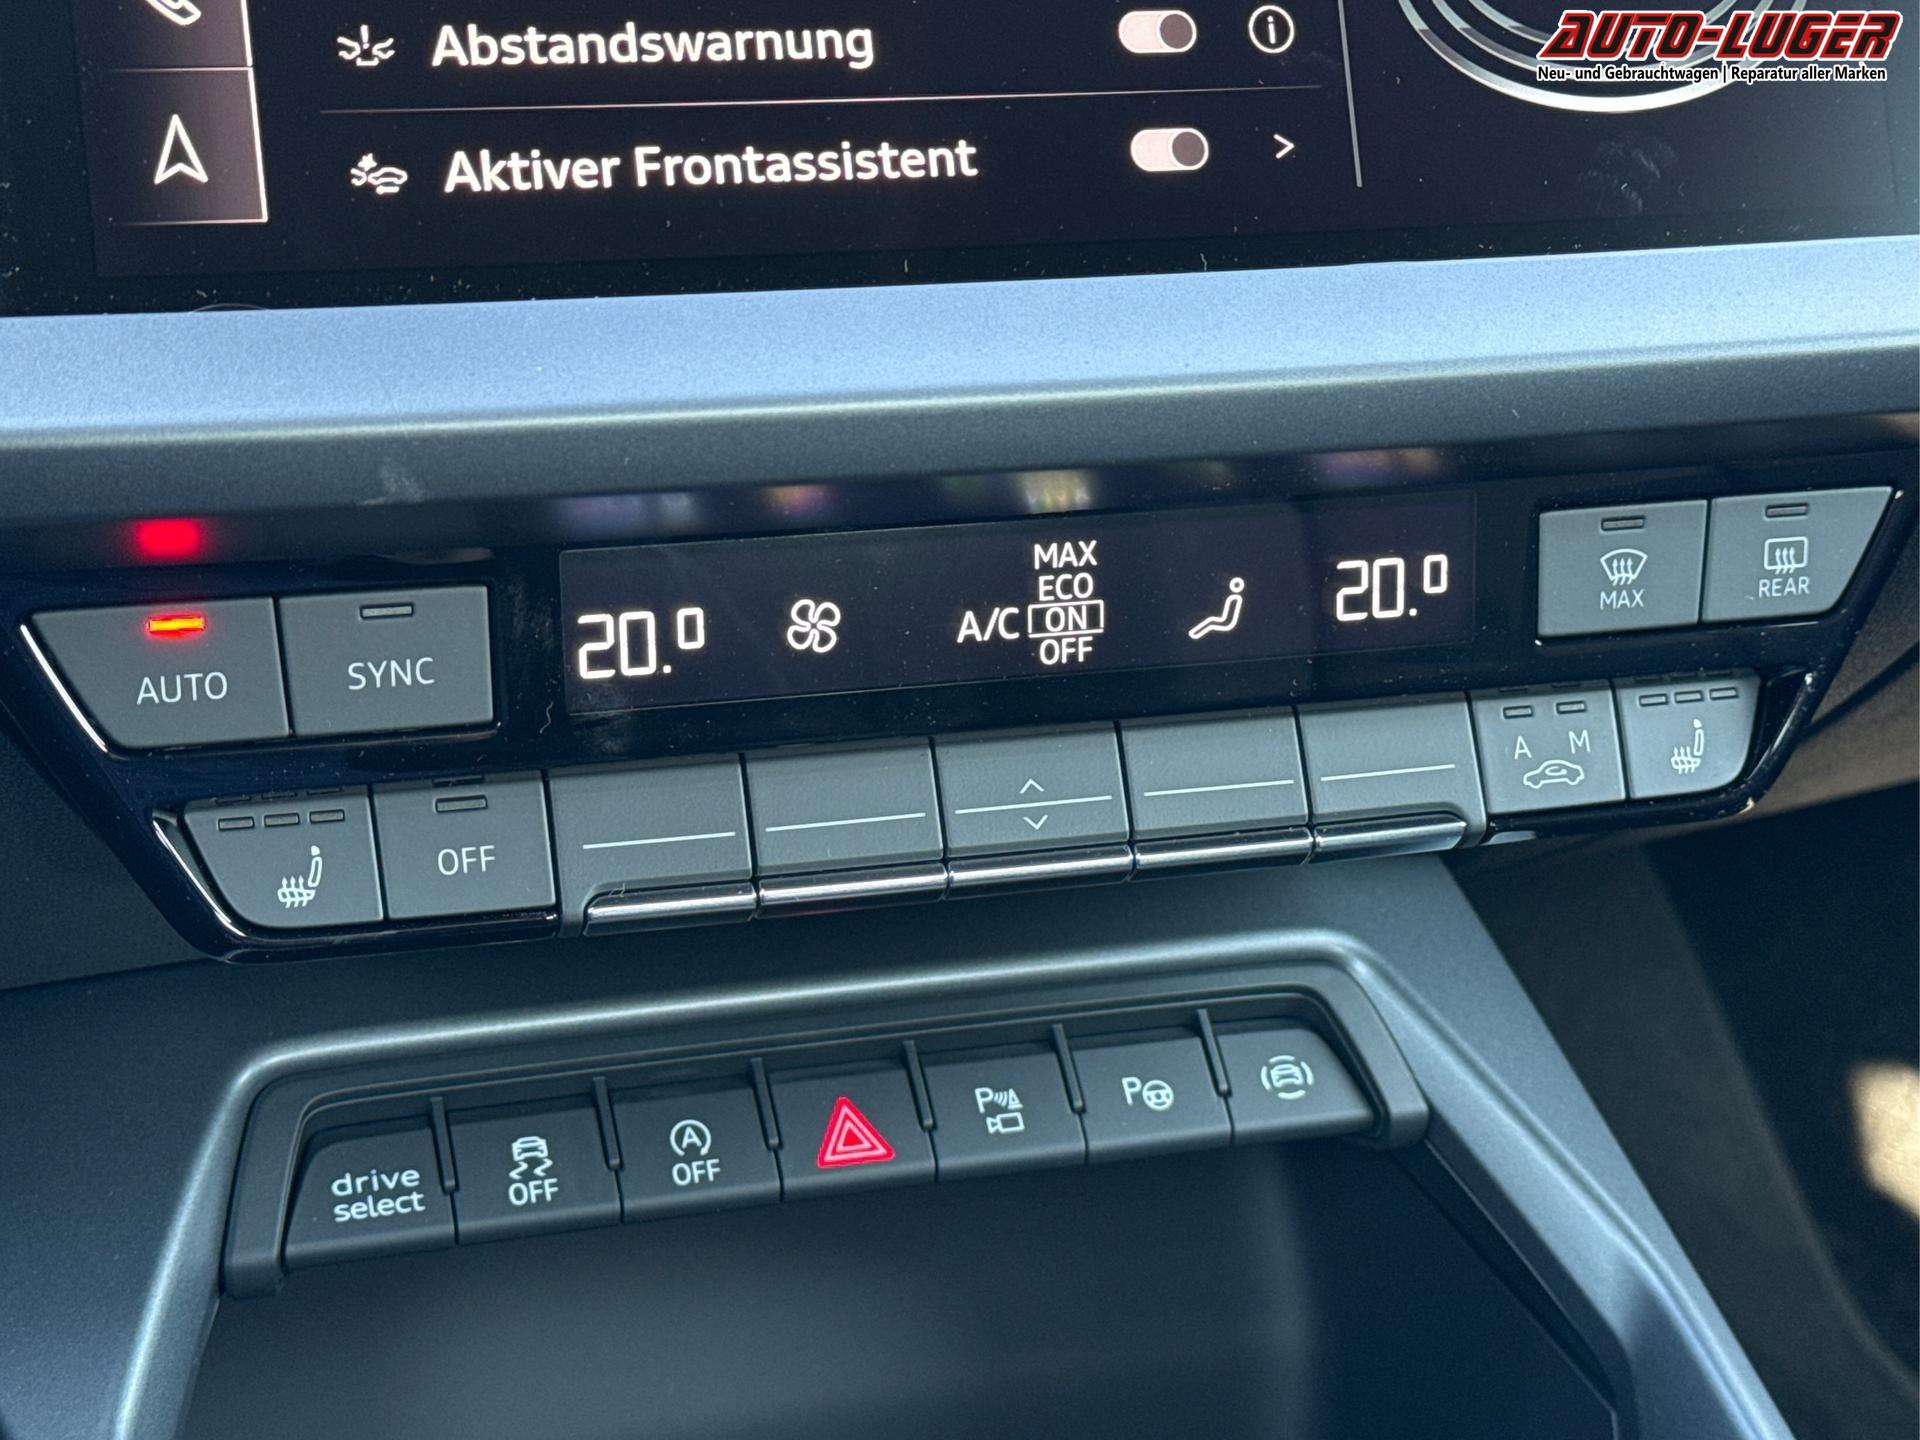 AUTO-LUGER
Neu- und Gebrauchtwagen | Reparatur aller Marken
Abstandswarnung
Aktiver Frontassistent
AUTO
SYNC
20.0
MAX
ECO
A/C ON
OFF
20.0
MAX
REAR
OFF
A M
drive
select
OFF
A
OFF
P
P